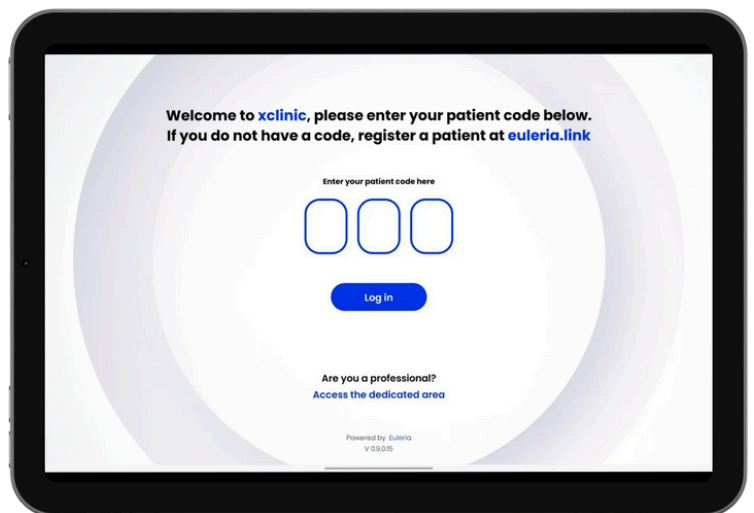 Welcome to xclinic, please enter your patient code below.
If you do not have a code, register a patient at euleria.link
Enter your patient code here
Log in
Are you a professional?
Access the dedicated area
Powered by Euleria
V 0.9.0.15